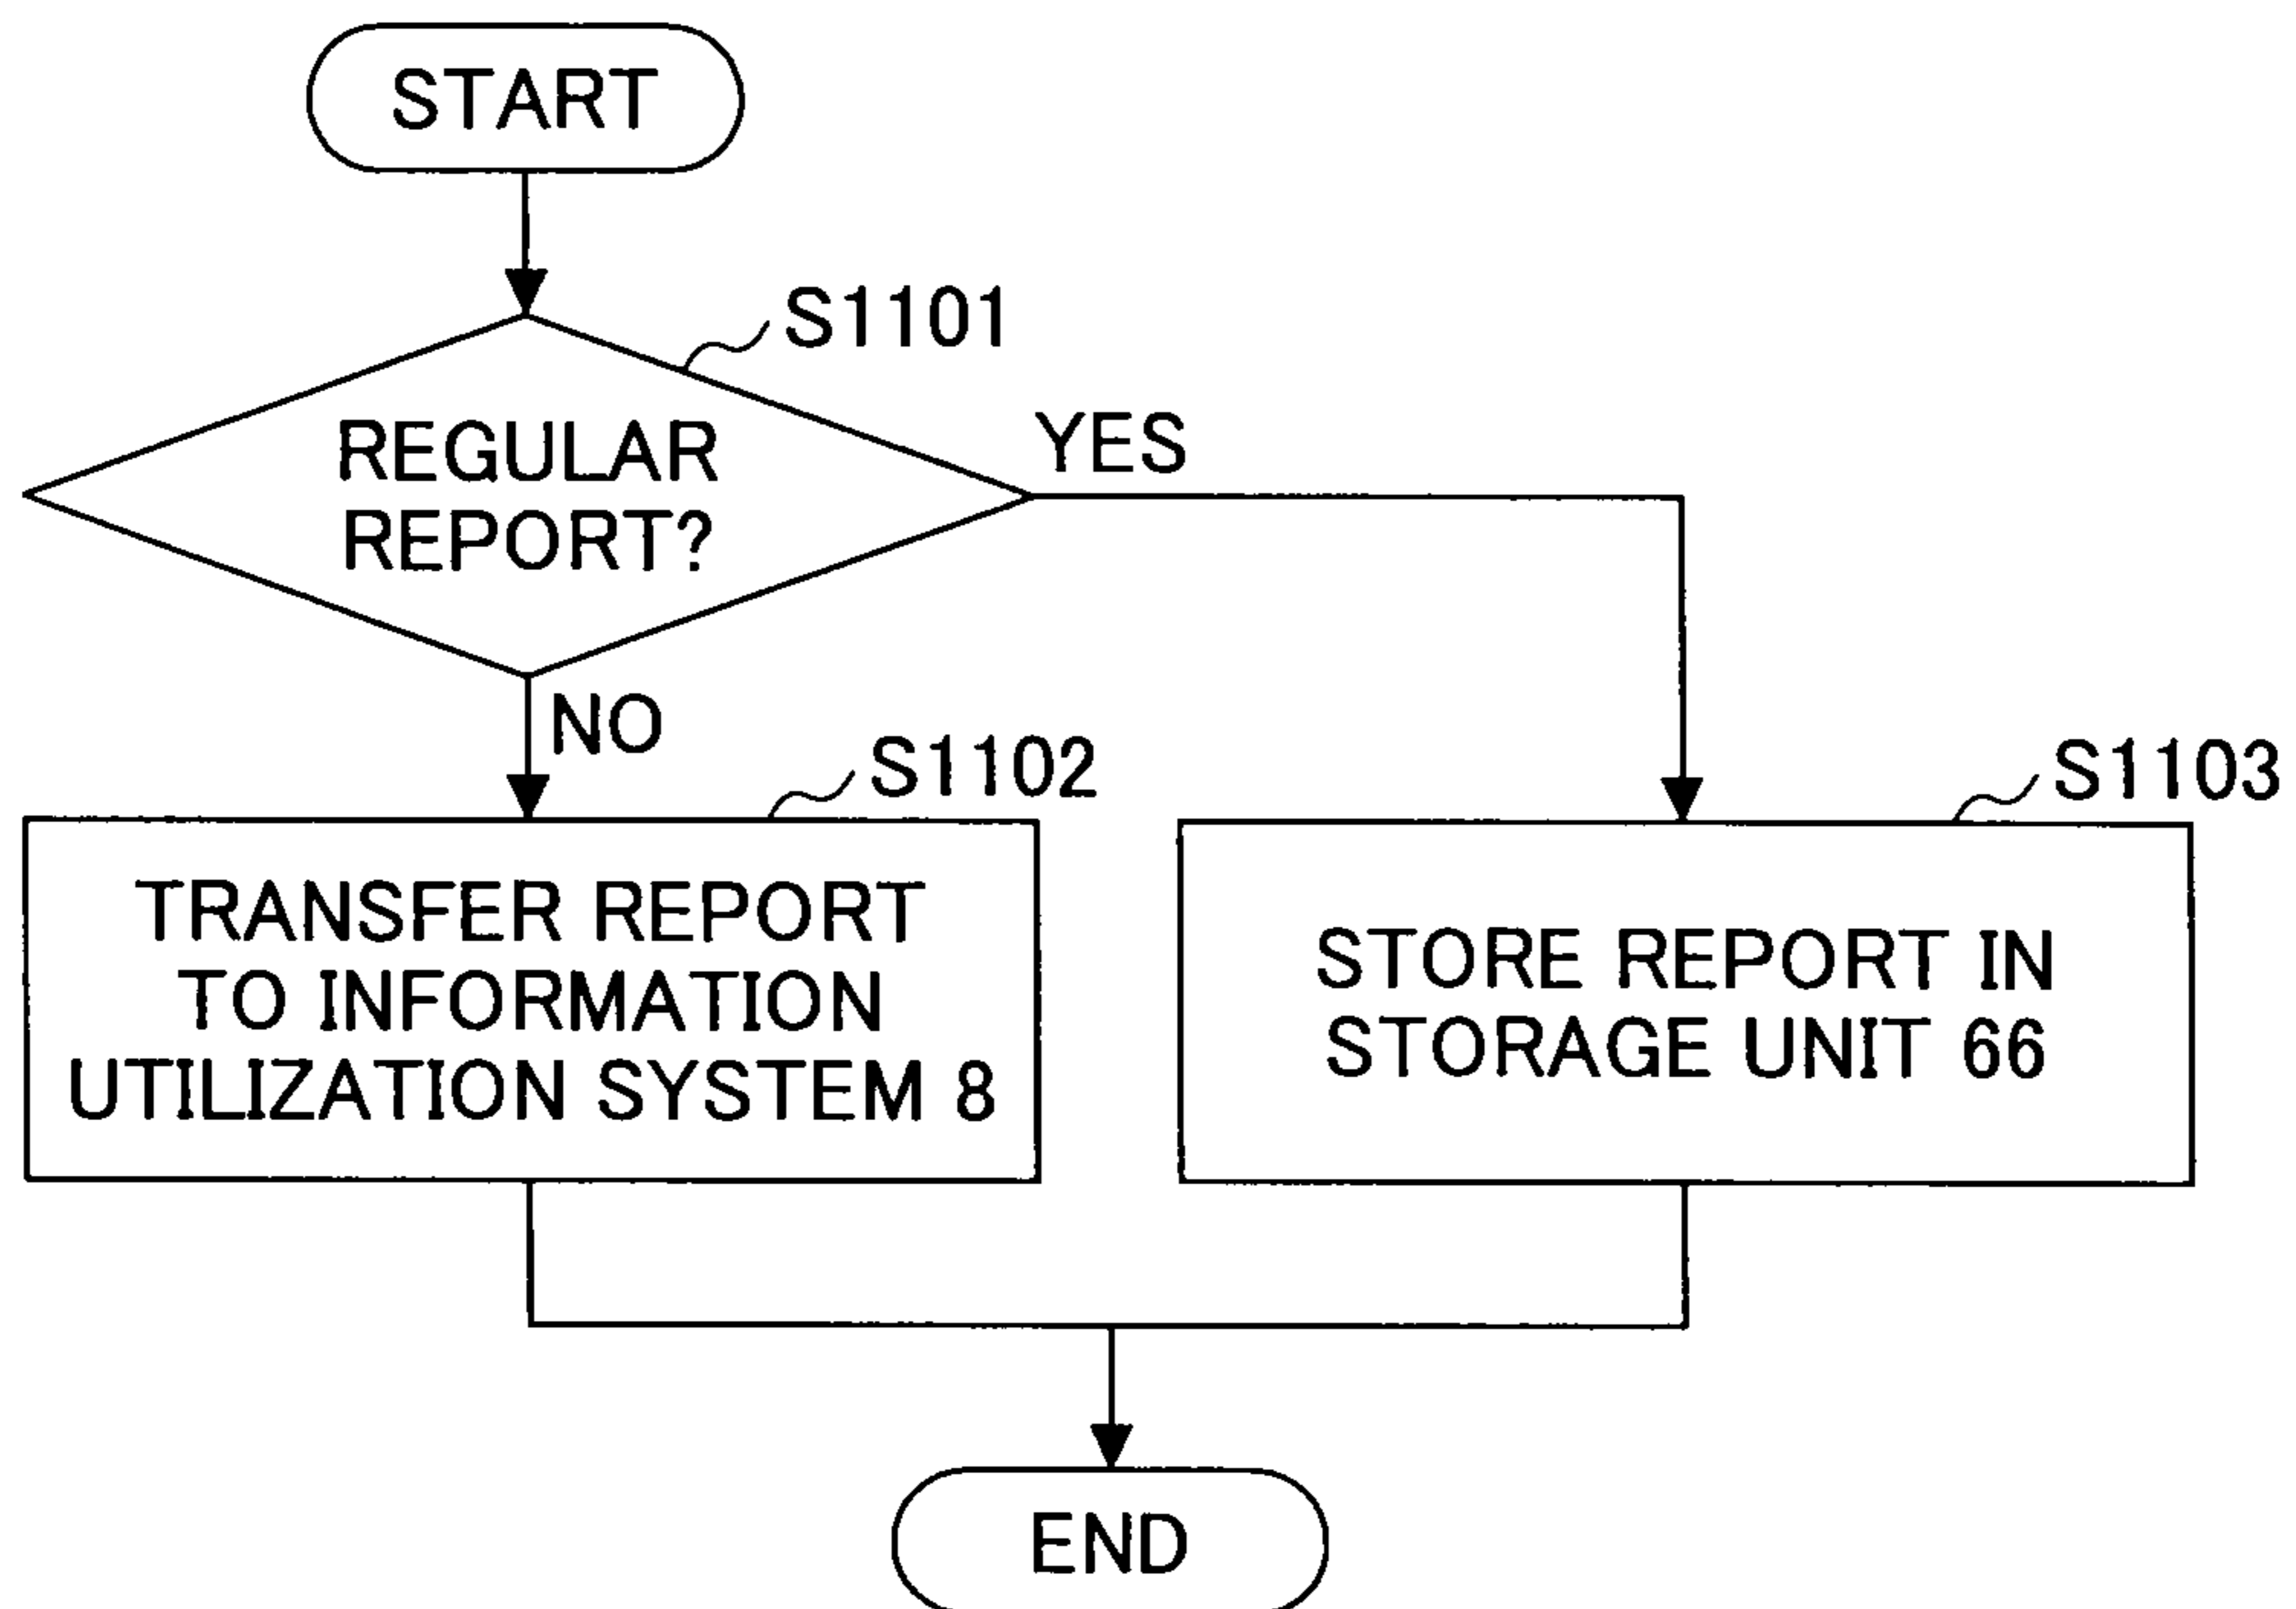 START
S1101
REGULAR
REPORT?
YES
NO
S1102
TRANSFER REPORT
TO INFORMATION
UTILIZATION SYSTEM 8
S1103
STORE REPORT IN
STORAGE UNIT 66
END